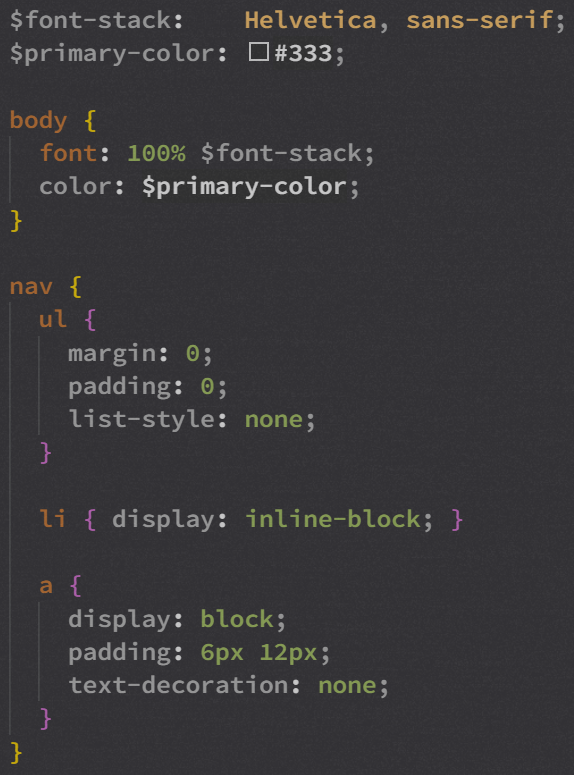 $font-stack:    Helvetica, sans-serif;
$primary-color: #333;

body {
  font: 100% $font-stack;
  color: $primary-color;
}

nav {
  ul {
    margin: 0;
    padding: 0;
    list-style: none;
  }

  li { display: inline-block; }

  a {
    display: block;
    padding: 6px 12px;
    text-decoration: none;
  }
}